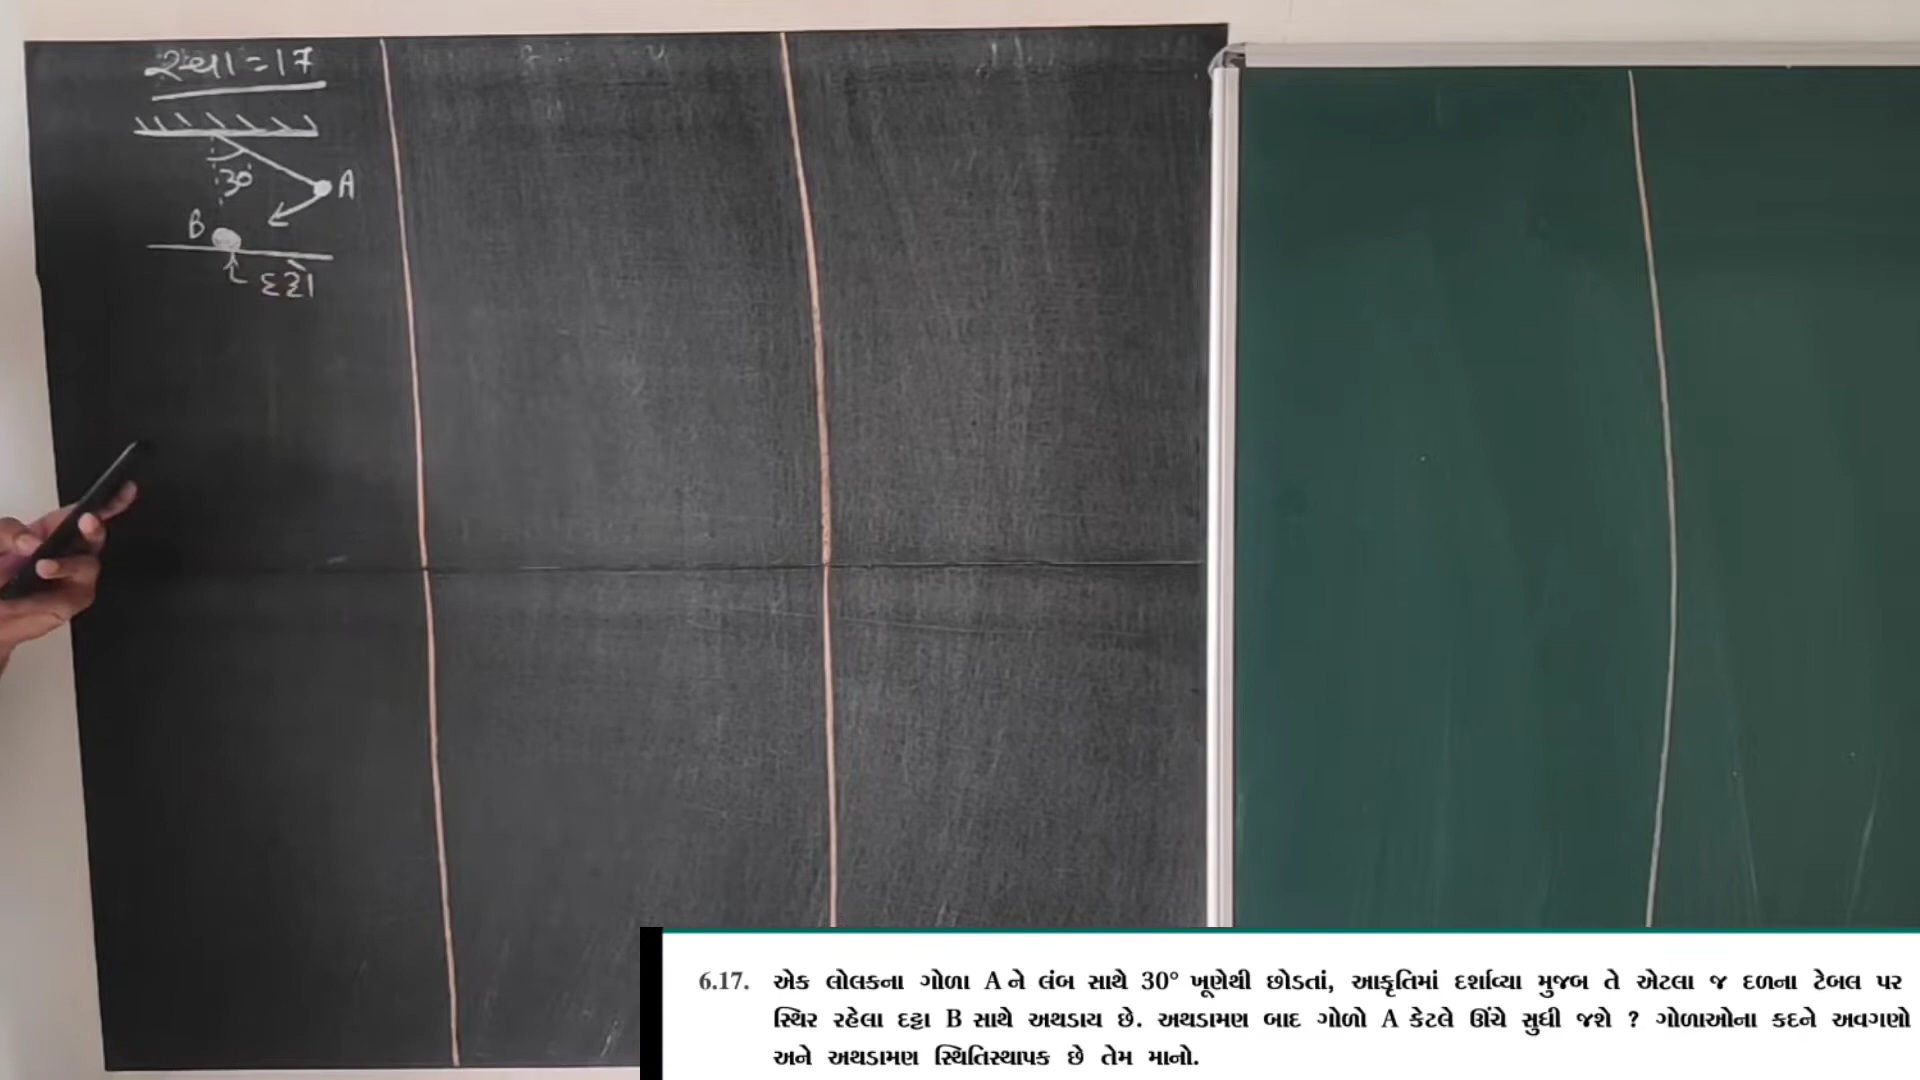 સ્વા = 17
30°
A
B
દટ્ટો
6.17. એક લોલકના ગોળા A ને લંબ સાથે 30° ખૂણેથી છોડતાં, આકૃતિમાં દર્શાવ્યા મુજબ તે એટલા જ દળના ટેબલ પર
સ્થિર રહેલા દટ્ટા B સાથે અથડાય છે. અથડામણ બાદ ગોળો A કેટલે ઊંચે સુધી જશે ? ગોળાઓના કદને અવગણો
અને અથડામણ સ્થિતિસ્થાપક છે તેમ માનો.